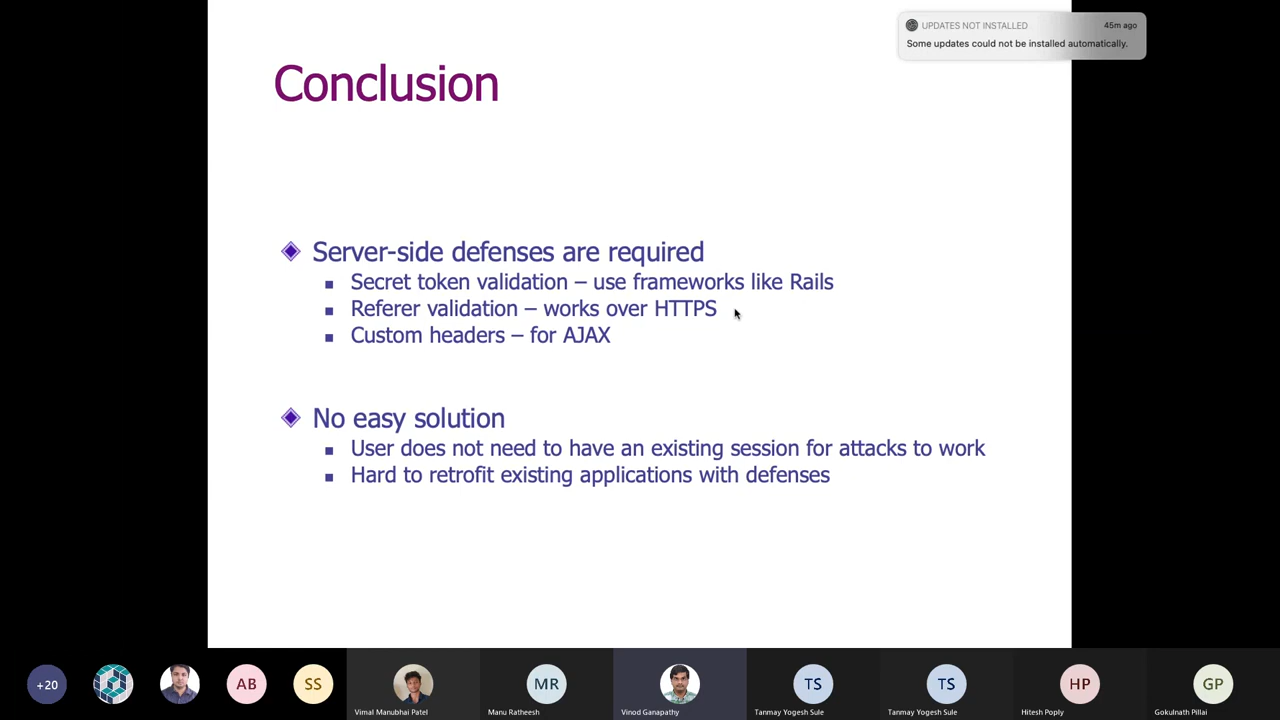 UPDATES NOT INSTALLED 45m ago
Some updates could not be installed automatically.
Conclusion
Server-side defenses are required
Secret token validation – use frameworks like Rails
Referer validation – works over HTTPS
Custom headers – for AJAX
No easy solution
User does not need to have an existing session for attacks to work
Hard to retrofit existing applications with defenses
+20 AB SS MR TS TS HP GP
Vimal Manubhai Patel Manu Ratheesh Vinod Ganapathy Tanmay Yogesh Sule Tanmay Yogesh Sule Hitesh Poply Gokulnath Pillai